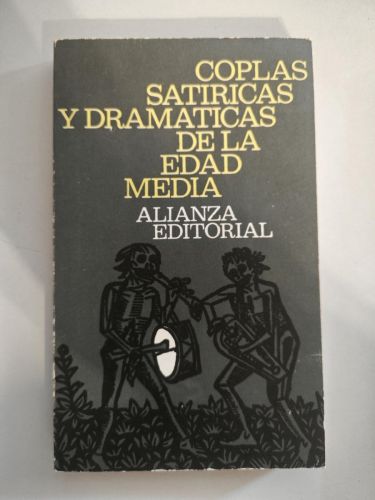 COPLAS
SATIRICAS
Y DRAMATICAS
DE LA
EDAD
MEDIA
ALIANZA
EDITORIAL